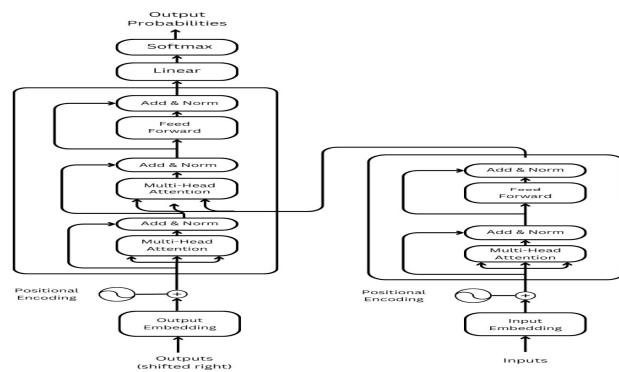 Output
Probabilities
Softmax
Linear
Add & Norm
Feed
Forward
Add & Norm
Multi-Head
Attention
Add & Norm
Multi-Head
Attention
Positional
Encoding
Output
Embedding
Outputs
(shifted right)
Add & Norm
Feed
Forward
Add & Norm
Multi-Head
Attention
Positional
Encoding
Input
Embedding
Inputs